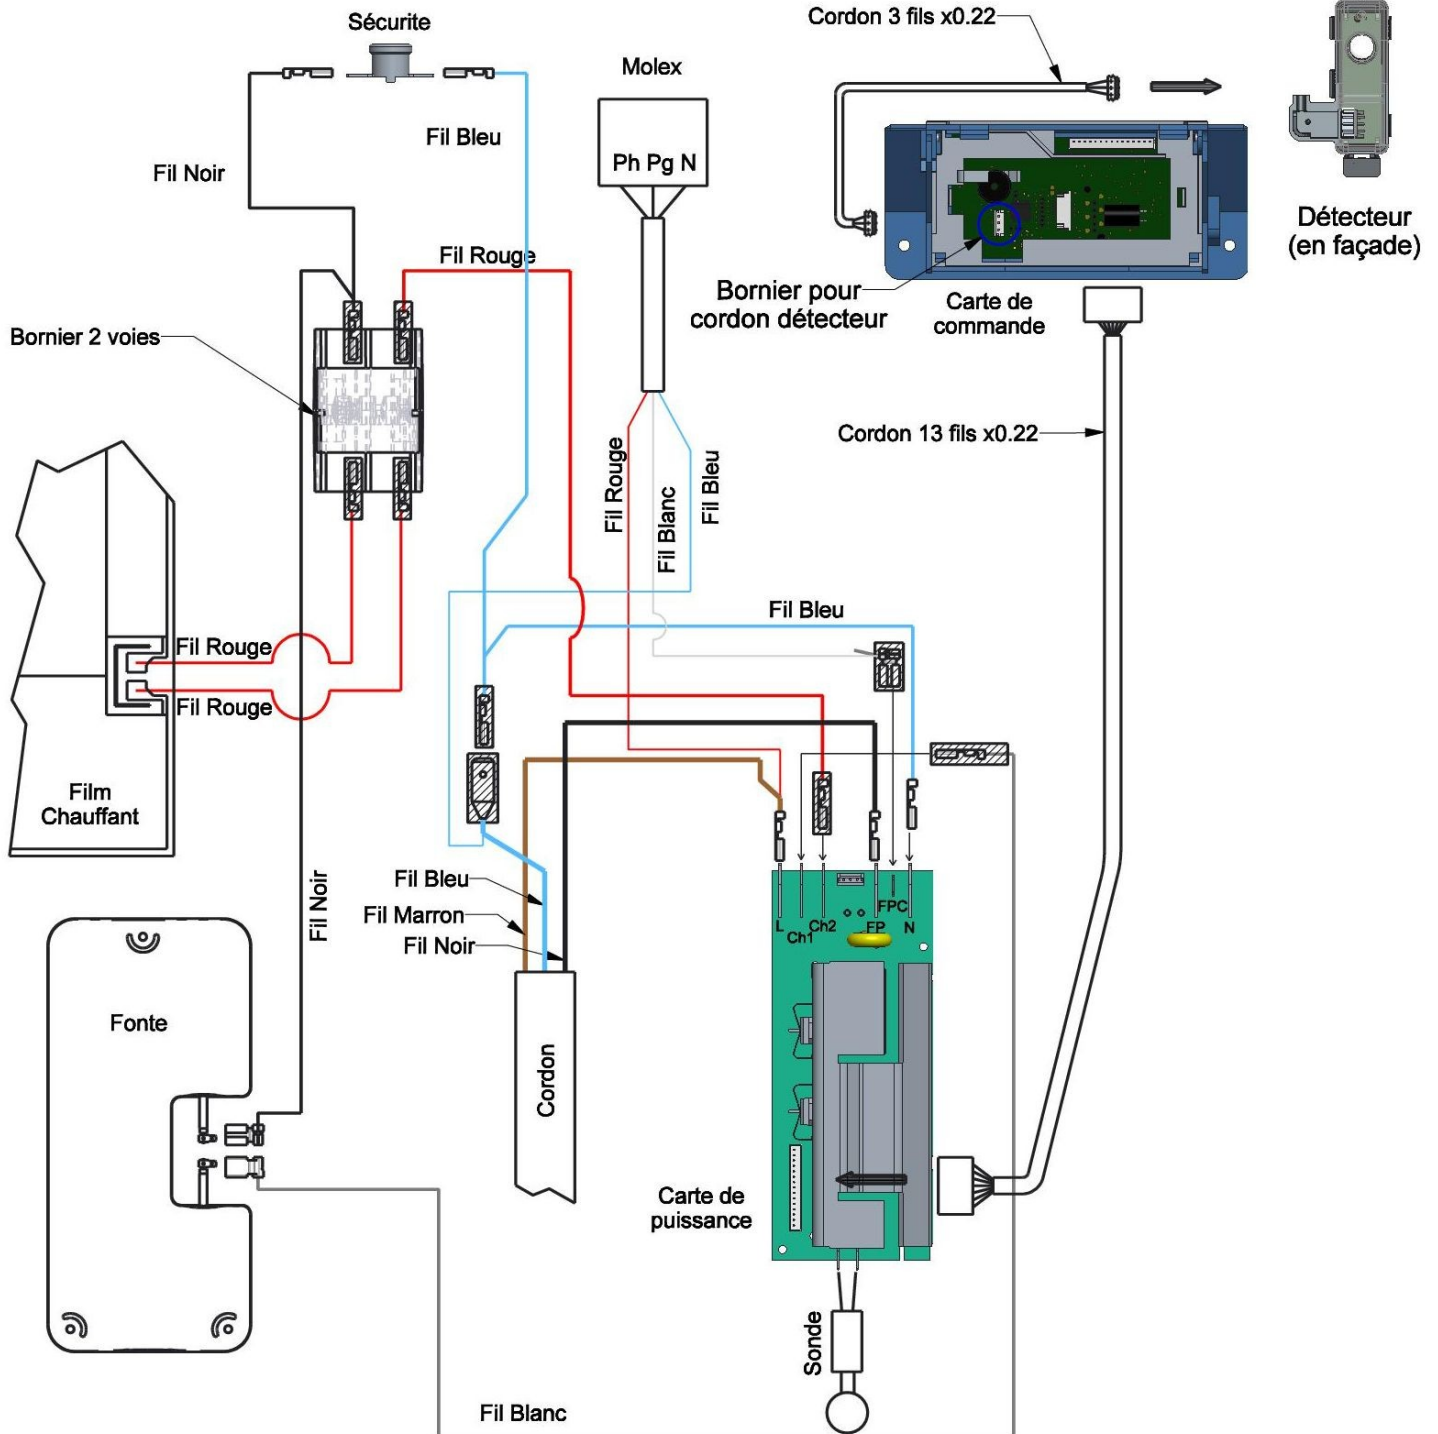 Sécurite
Cordon 3 fils x0.22
Molex
Fil Bleu
Ph Pg N
Fil Noir
Détecteur
(en façade)
Fil Rouge
Bornier pour
cordon détecteur
Carte de
commande
Bornier 2 voies
Cordon 13 fils x0.22
Fil Rouge
Fil Blanc
Fil Bleu
Fil Bleu
Fil Rouge
Fil Rouge
Film
Chauffant
Fil Bleu
Fil Marron
Fil Noir
Fil Noir
L
Ch1
Ch2
FP
FPC
N
Fonte
Cordon
Carte de
puissance
Sonde
Fil Blanc